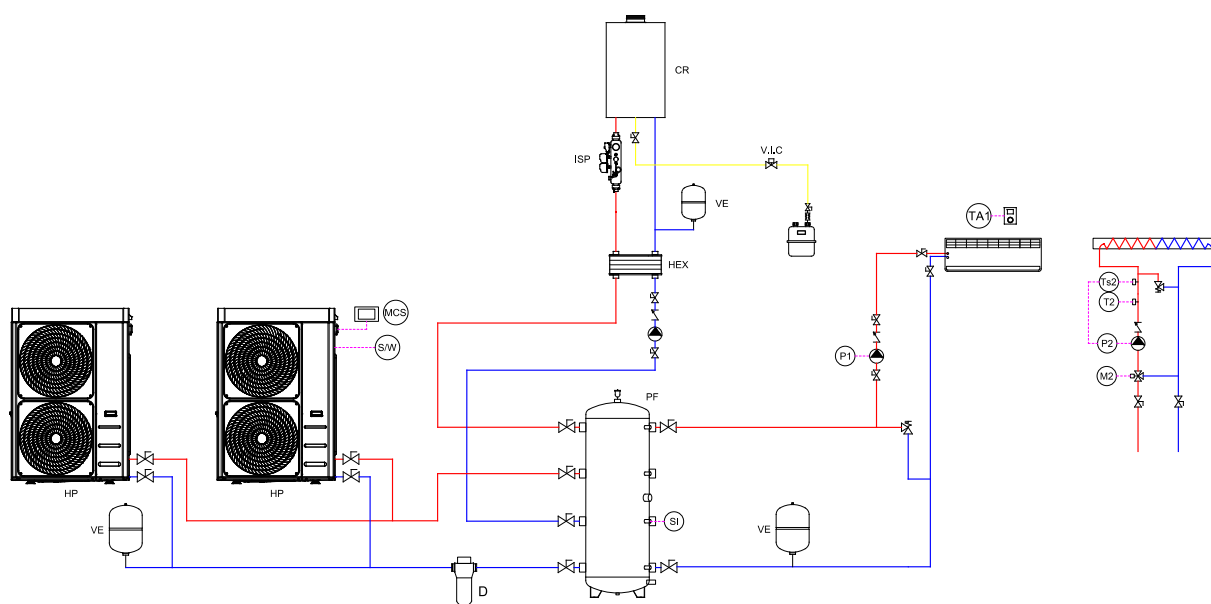 CR
V.I.C
ISP
VE
TA1
HEX
Ts2
T2
MCS
S/W
P1
P2
M2
PF
HP
HP
VE
SI
VE
D